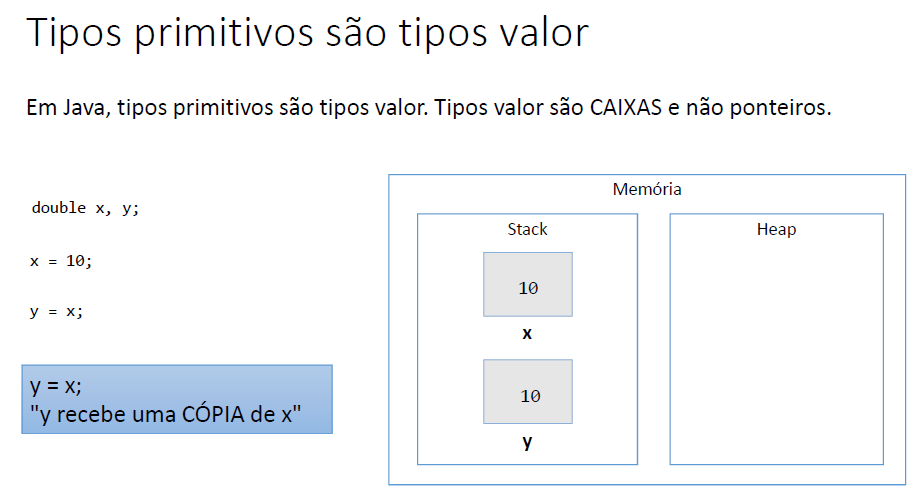 Tipos primitivos são tipos valor
Em Java, tipos primitivos são tipos valor. Tipos valor são CAIXAS e não ponteiros.
double x, y;
x = 10;
y = x;
y = x;
"y recebe uma CÓPIA de x"
Memória
Stack
10
x
10
y
Heap